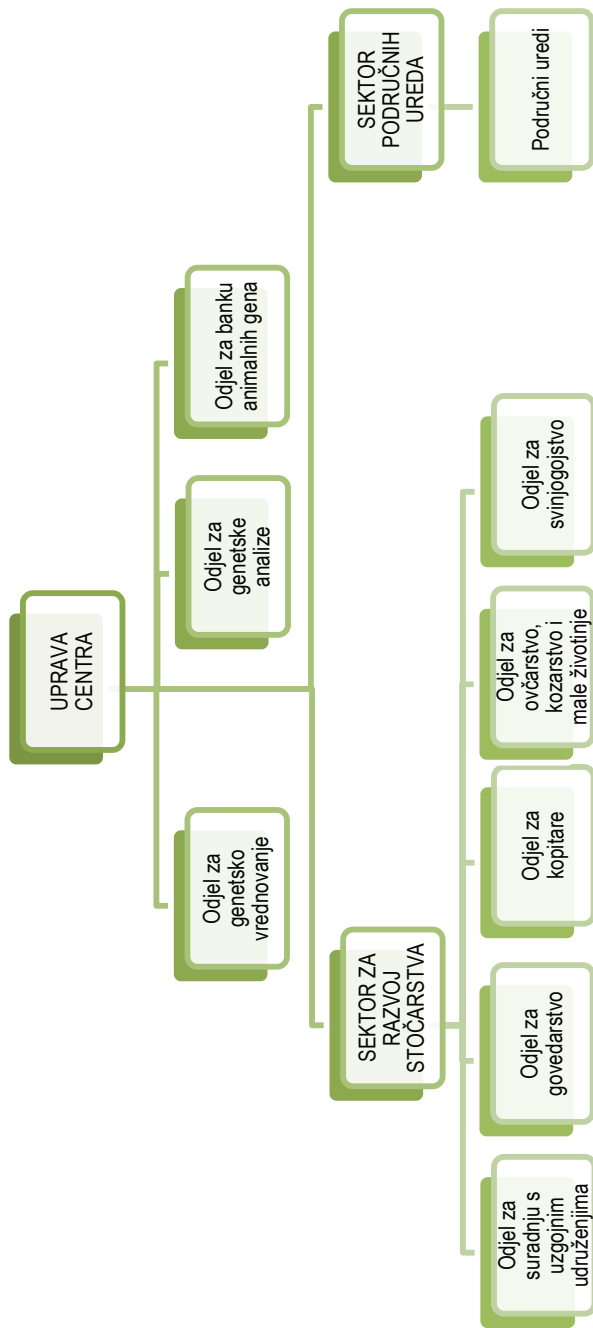 UPRAVA
CENTRA
Odjel za
genetsko
vrednovanje
Odjel za
genetske
analize
Odjel za banku
animalnih gena
SEKTOR ZA
RAZVOJ
STOČARSTVA
SEKTOR
PODRUČNIH
UREDA
Odjel za
suradnju s
uzgojnim
udruženjima
Odjel za
govedarstvo
Odjel za
kopitare
Odjel za
ovčarstvo,
kozarstvo i
male životinje
Odjel za
svinjogojstvo
Područni uredi